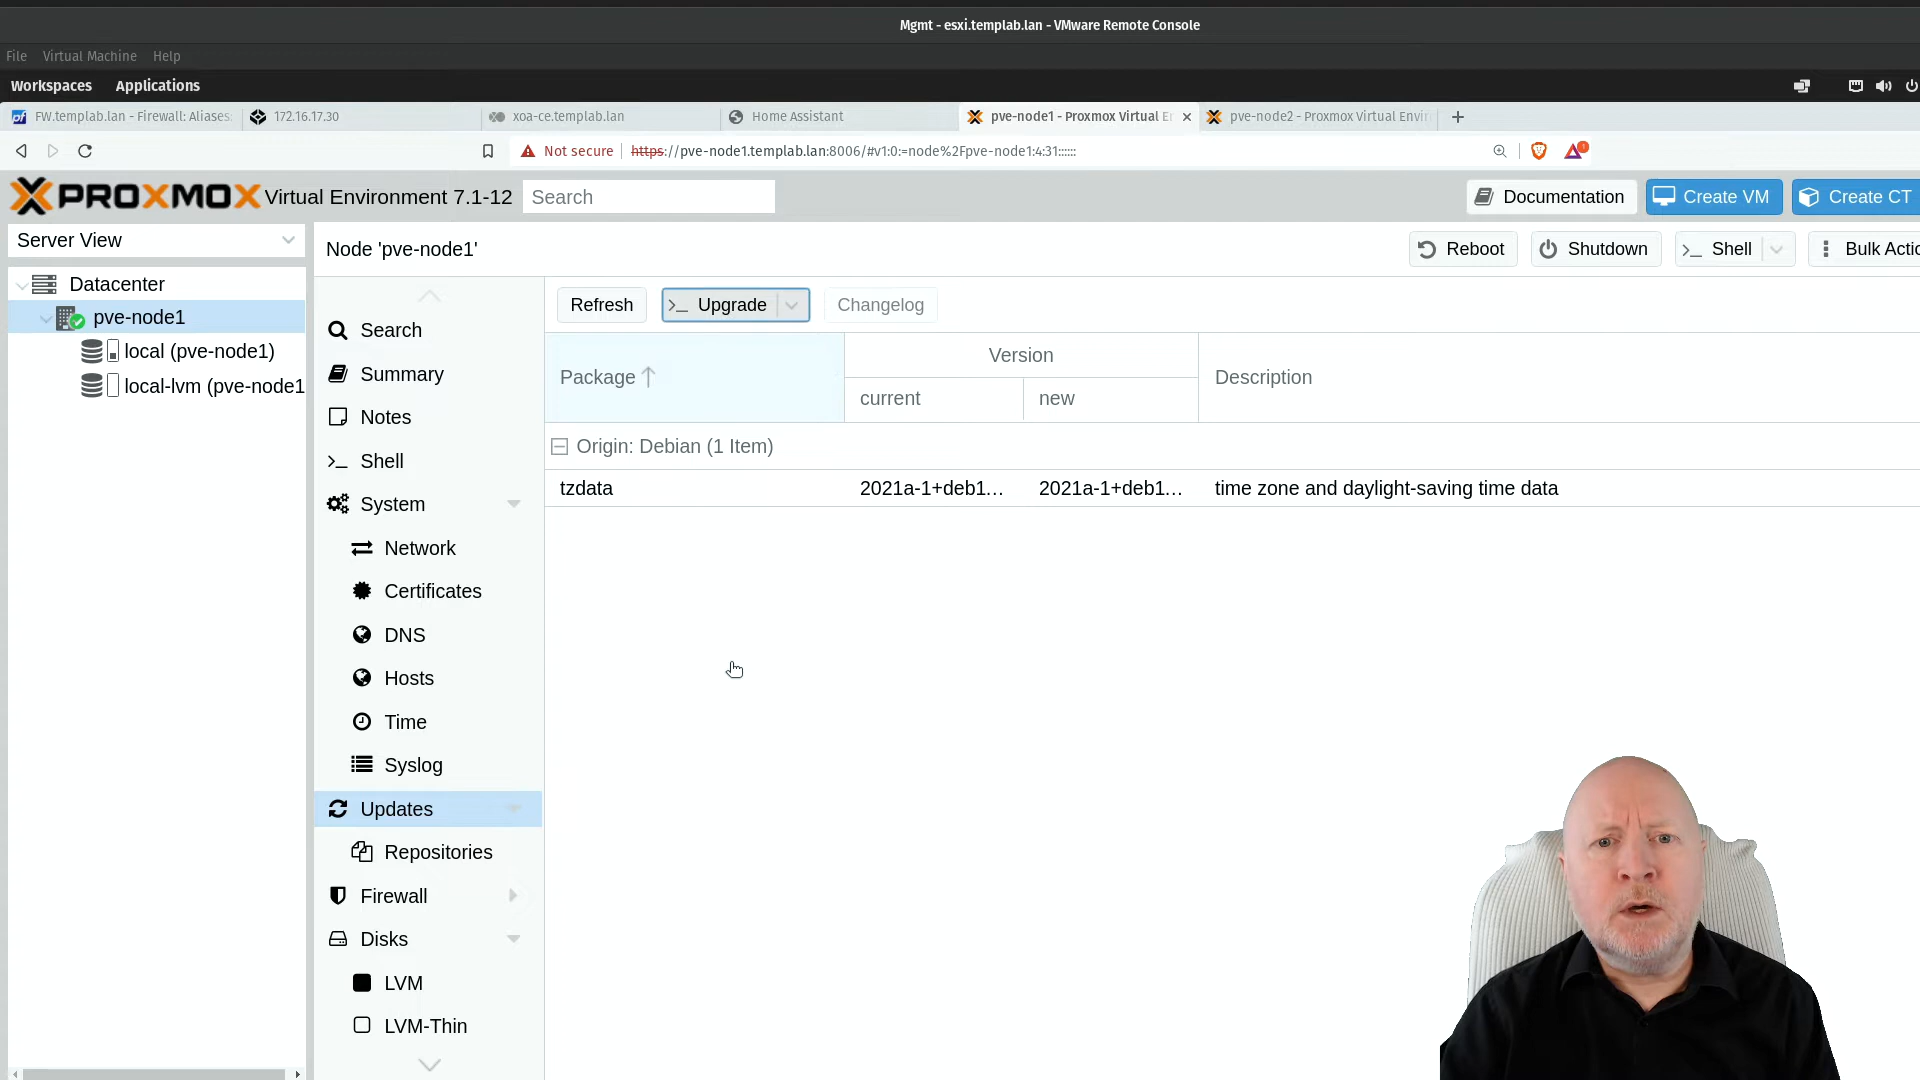 Mgmt - esxi.templab.lan - VMware Remote Console
File Virtual Machine Help
Workspaces Applications
FW.templab.lan - Firewall: Aliases: 172.16.17.30 xoa-ce.templab.lan Home Assistant pve-node1 - Proxmox Virtual Er pve-node2 - Proxmox Virtual Envir
Not secure https://pve-node1.templab.lan:8006/#v1:0:=node%2Fpve-node1:4:31::::::
PROXMOX Virtual Environment 7.1-12 Search Documentation Create VM Create CT
Server View
Node 'pve-node1' Reboot Shutdown Shell Bulk Actic
Datacenter
pve-node1
local (pve-node1)
local-lvm (pve-node1
Search
Summary
Notes
Shell
System
Network
Certificates
DNS
Hosts
Time
Syslog
Updates
Repositories
Firewall
Disks
LVM
LVM-Thin
Refresh Upgrade Changelog
Package Version Description
current new
Origin: Debian (1 Item)
tzdata 2021a-1+deb1... 2021a-1+deb1... time zone and daylight-saving time data